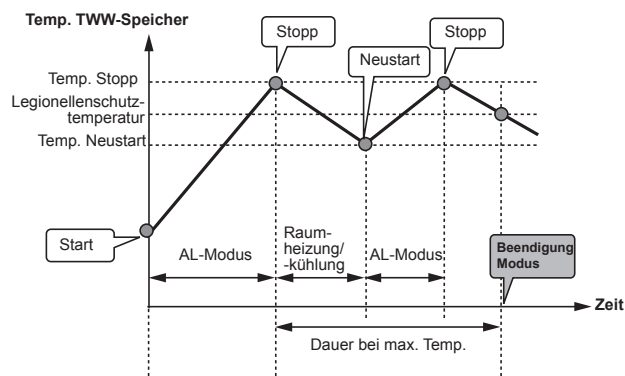 Temp. TWW-Speicher
Stopp
Stopp
Neustart
Temp. Stopp
Legionellenschutz-
temperatur
Temp. Neustart
Start
AL-Modus
Raum-
heizung/
-kühlung
AL-Modus
Beendigung
Modus
Zeit
Dauer bei max. Temp.